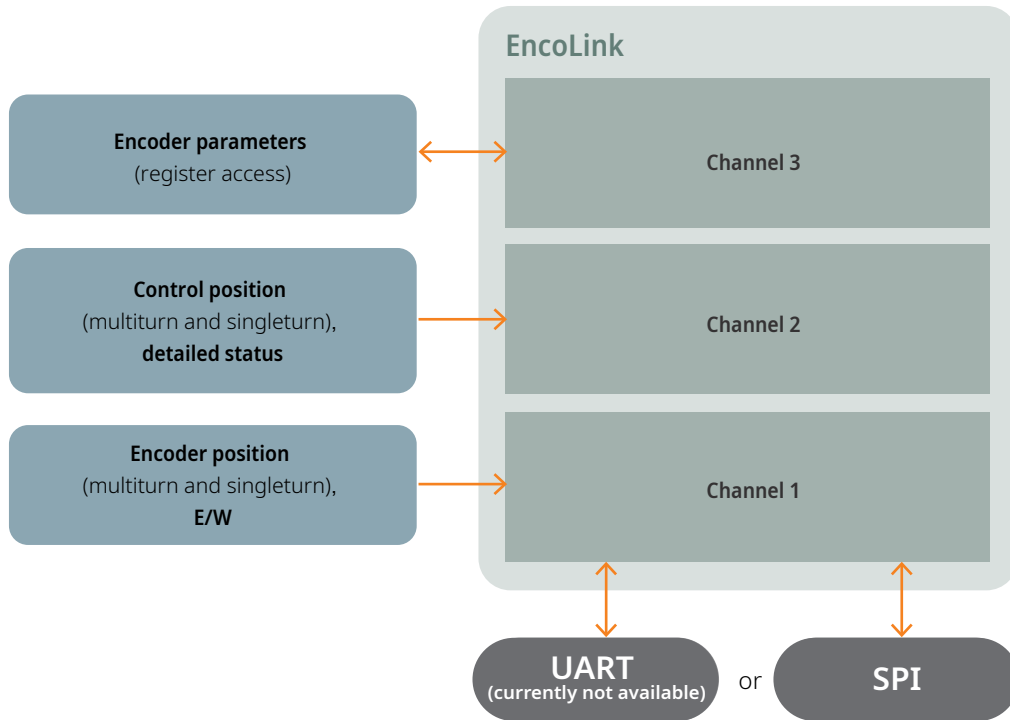 EncoLink
Encoder parameters
(register access)
Channel 3
Control position
(multiturn and singleturn),
detailed status
Channel 2
Encoder position
(multiturn and singleturn),
E/W
Channel 1
UART
(currently not available)
or
SPI